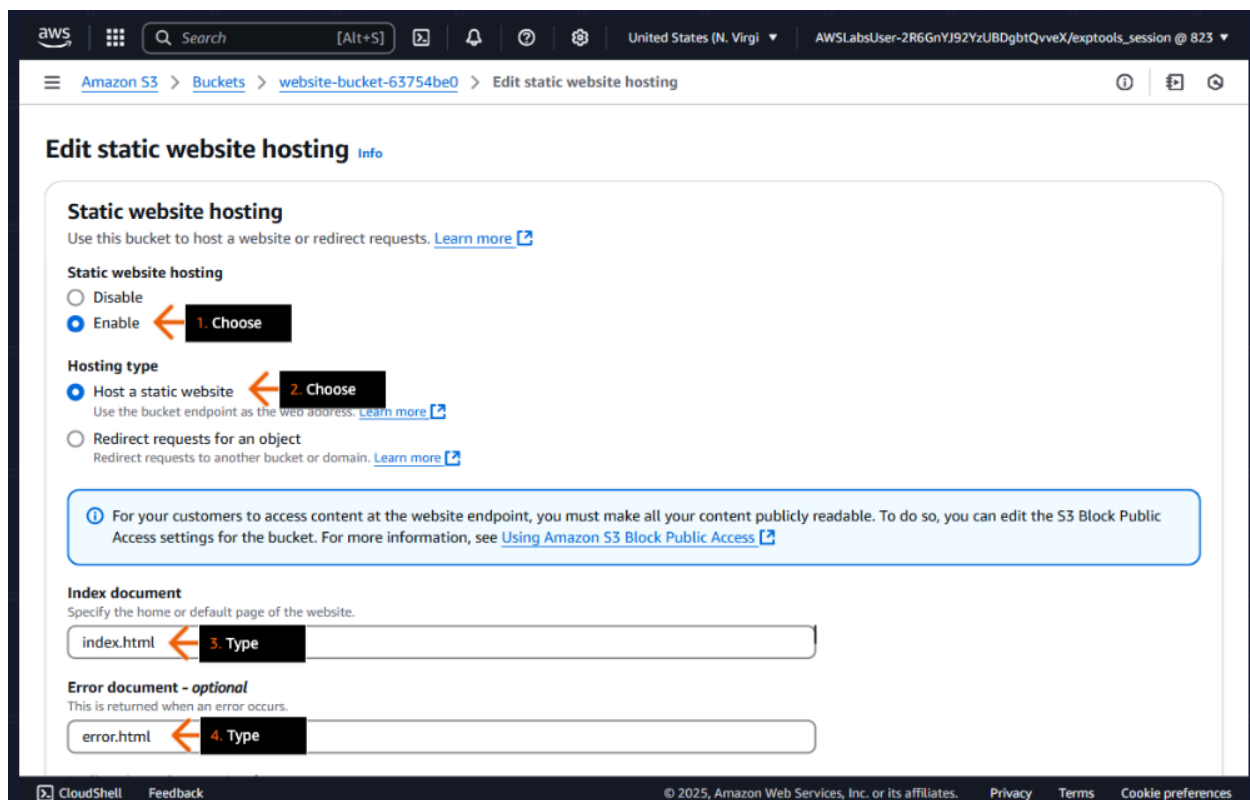 aws
Search [Alt+S] United States (N. Virgi AWSLabsUser-2R6GnYJ92YzUBDgbtQvveX/exptools_session @ 823
Amazon S3 > Buckets > website-bucket-63754be0 > Edit static website hosting
Edit static website hosting Info
Static website hosting
Use this bucket to host a website or redirect requests. Learn more
Static website hosting
Disable
Enable 1. Choose
Hosting type
Host a static website 2. Choose
Use the bucket endpoint as the web address. Learn more
Redirect requests for an object
Redirect requests to another bucket or domain. Learn more
For your customers to access content at the website endpoint, you must make all your content publicly readable. To do so, you can edit the S3 Block Public
Access settings for the bucket. For more information, see Using Amazon S3 Block Public Access
Index document
Specify the home or default page of the website.
index.html 3. Type
Error document - optional
This is returned when an error occurs.
error.html 4. Type
CloudShell Feedback © 2025, Amazon Web Services, Inc. or its affiliates. Privacy Terms Cookie preferences